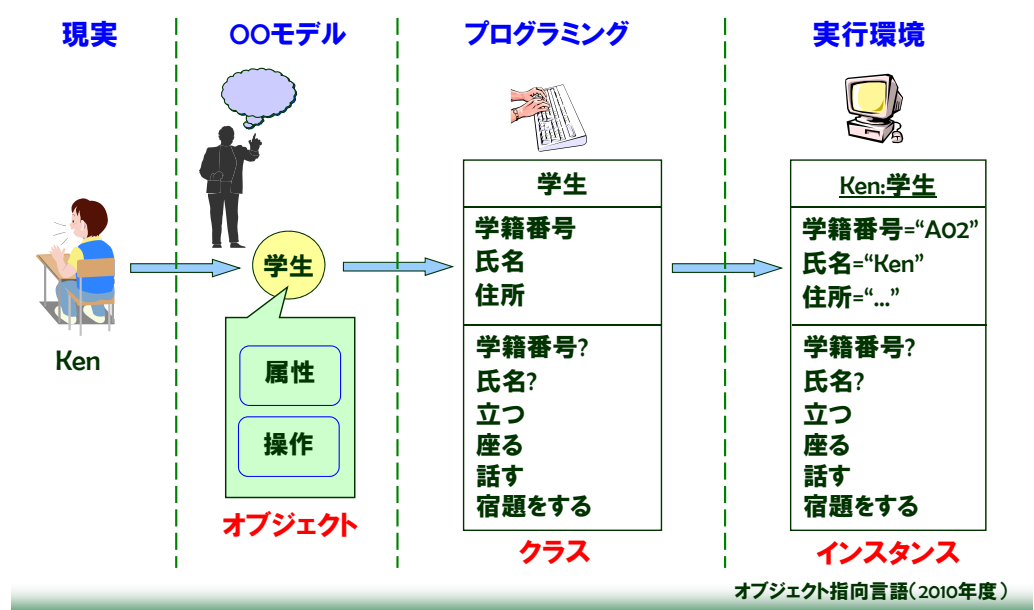 現実
OOモデル
プログラミング
実行環境
Ken
学生
属性
操作
オブジェクト
学生
学籍番号
氏名
住所
学籍番号?
氏名?
立つ
座る
話す
宿題をする
クラス
Ken:学生
学籍番号=“A02”
氏名=“Ken”
住所=“...”
学籍番号?
氏名?
立つ
座る
話す
宿題をする
インスタンス
オブジェクト指向言語(2010年度)